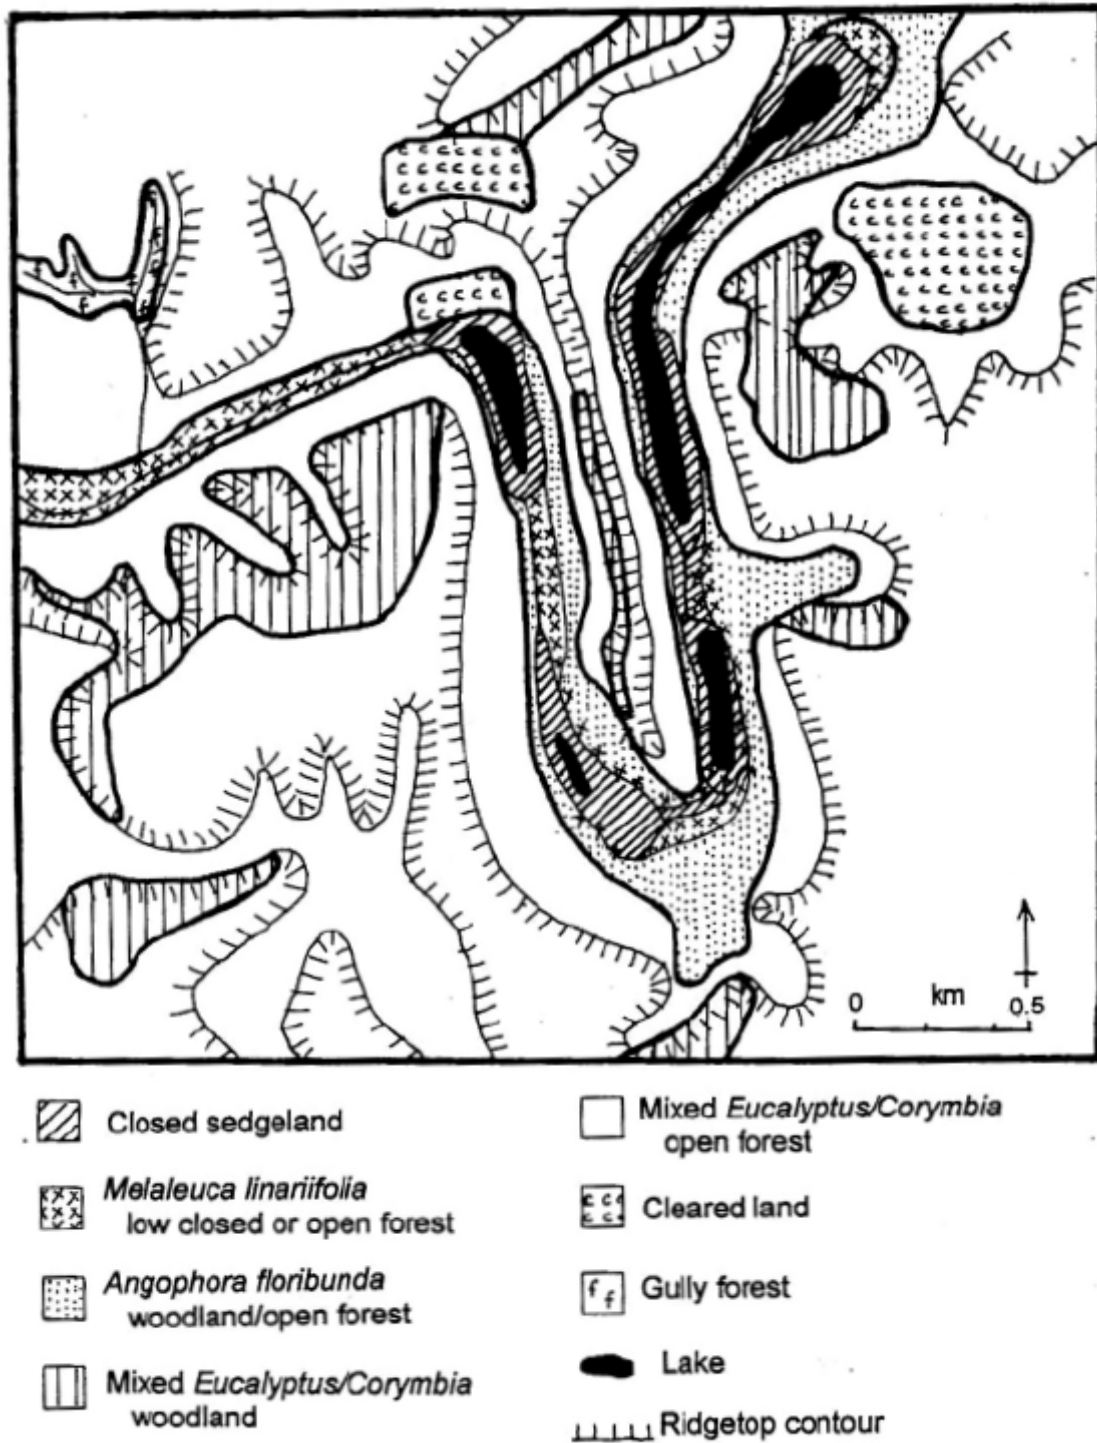 0 km 0.5
Closed sedgeland
Melaleuca linariifolia
low closed or open forest
Angophora floribunda
woodland/open forest
Mixed Eucalyptus/Corymbia
woodland
Mixed Eucalyptus/Corymbia
open forest
Cleared land
Gully forest
Lake
Ridgetop contour